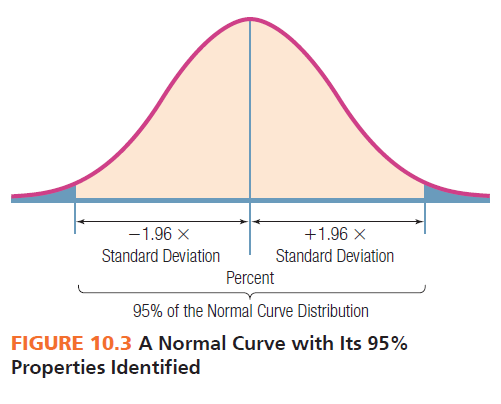 −1.96 × +1.96 ×
Standard Deviation Standard Deviation
Percent
95% of the Normal Curve Distribution
FIGURE 10.3 A Normal Curve with Its 95%
Properties Identified